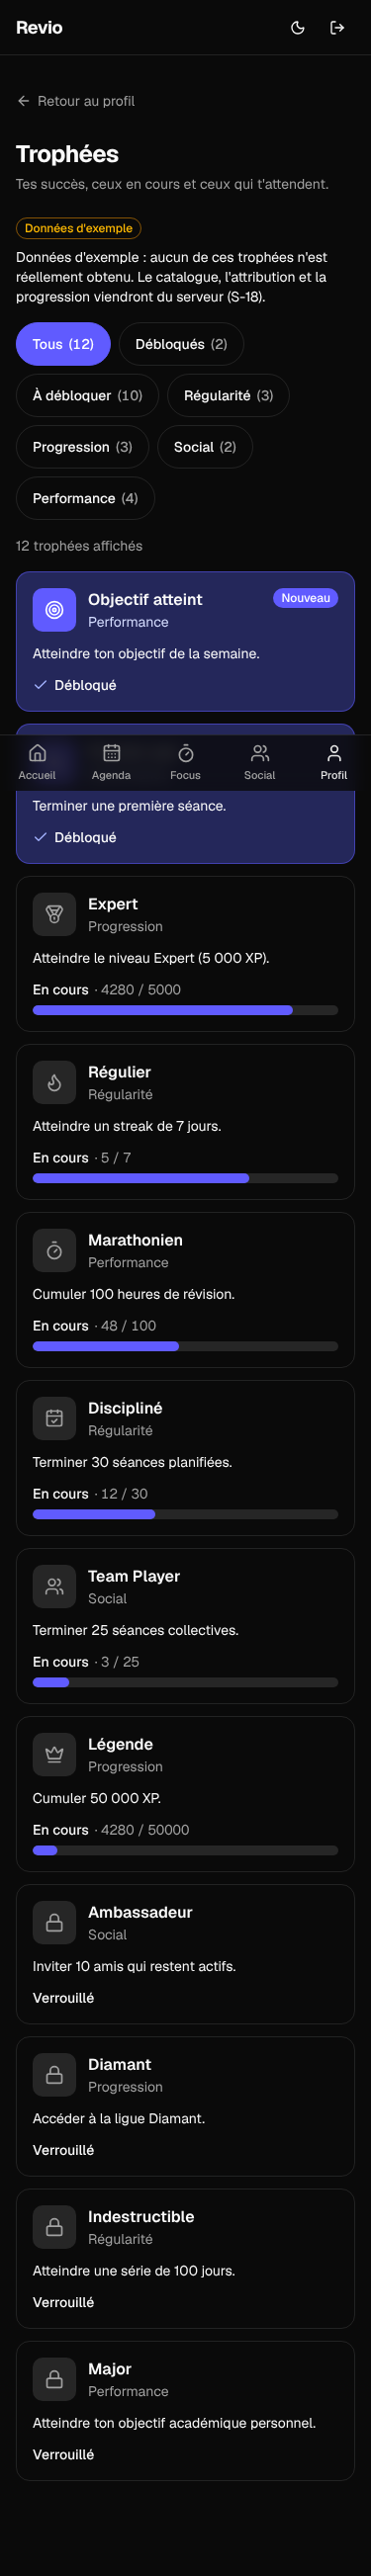 Revio
Retour au profil
Trophées
Tes succès, ceux en cours et ceux qui t'attendent.
Données d'exemple
Données d'exemple : aucun de ces trophées n'est
réellement obtenu. Le catalogue, l'attribution et la
progression viendront du serveur (S-18).
Tous (12)
Débloqués (2)
À débloquer (10)
Régularité (3)
Progression (3)
Social (2)
Performance (4)
12 trophées affichés
Objectif atteint
Nouveau
Performance
Atteindre ton objectif de la semaine.
Débloqué
Accueil
Agenda
Focus
Social
Profil
Terminer une première séance.
Débloqué
Expert
Progression
Atteindre le niveau Expert (5 000 XP).
En cours · 4280 / 5000
Régulier
Régularité
Atteindre un streak de 7 jours.
En cours · 5 / 7
Marathonien
Performance
Cumuler 100 heures de révision.
En cours · 48 / 100
Discipliné
Régularité
Terminer 30 séances planifiées.
En cours · 12 / 30
Team Player
Social
Terminer 25 séances collectives.
En cours · 3 / 25
Légende
Progression
Cumuler 50 000 XP.
En cours · 4280 / 50000
Ambassadeur
Social
Inviter 10 amis qui restent actifs.
Verrouillé
Diamant
Progression
Accéder à la ligue Diamant.
Verrouillé
Indestructible
Régularité
Atteindre une série de 100 jours.
Verrouillé
Major
Performance
Atteindre ton objectif académique personnel.
Verrouillé